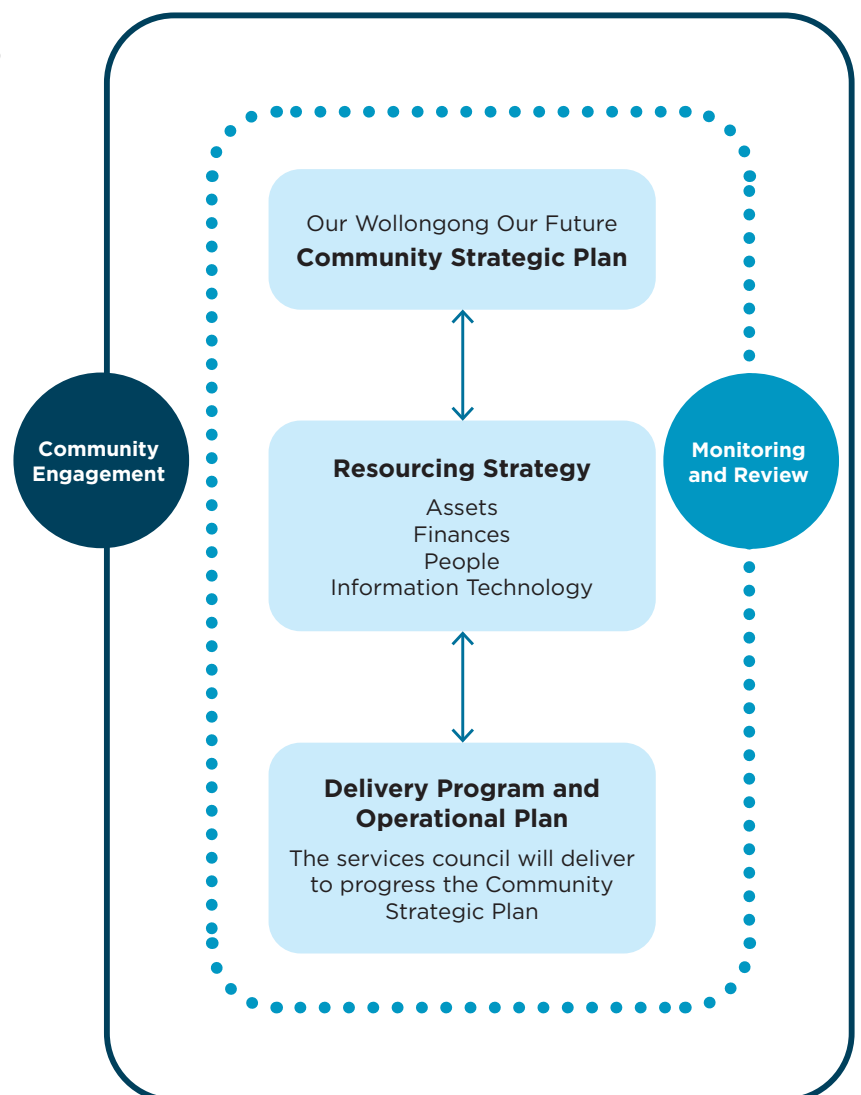 Our Wollongong Our Future
Community Strategic Plan
Community
Engagement
Resourcing Strategy
Assets
Finances
People
Information Technology
Monitoring
and Review
Delivery Program and
Operational Plan
The services council will deliver
to progress the Community
Strategic Plan